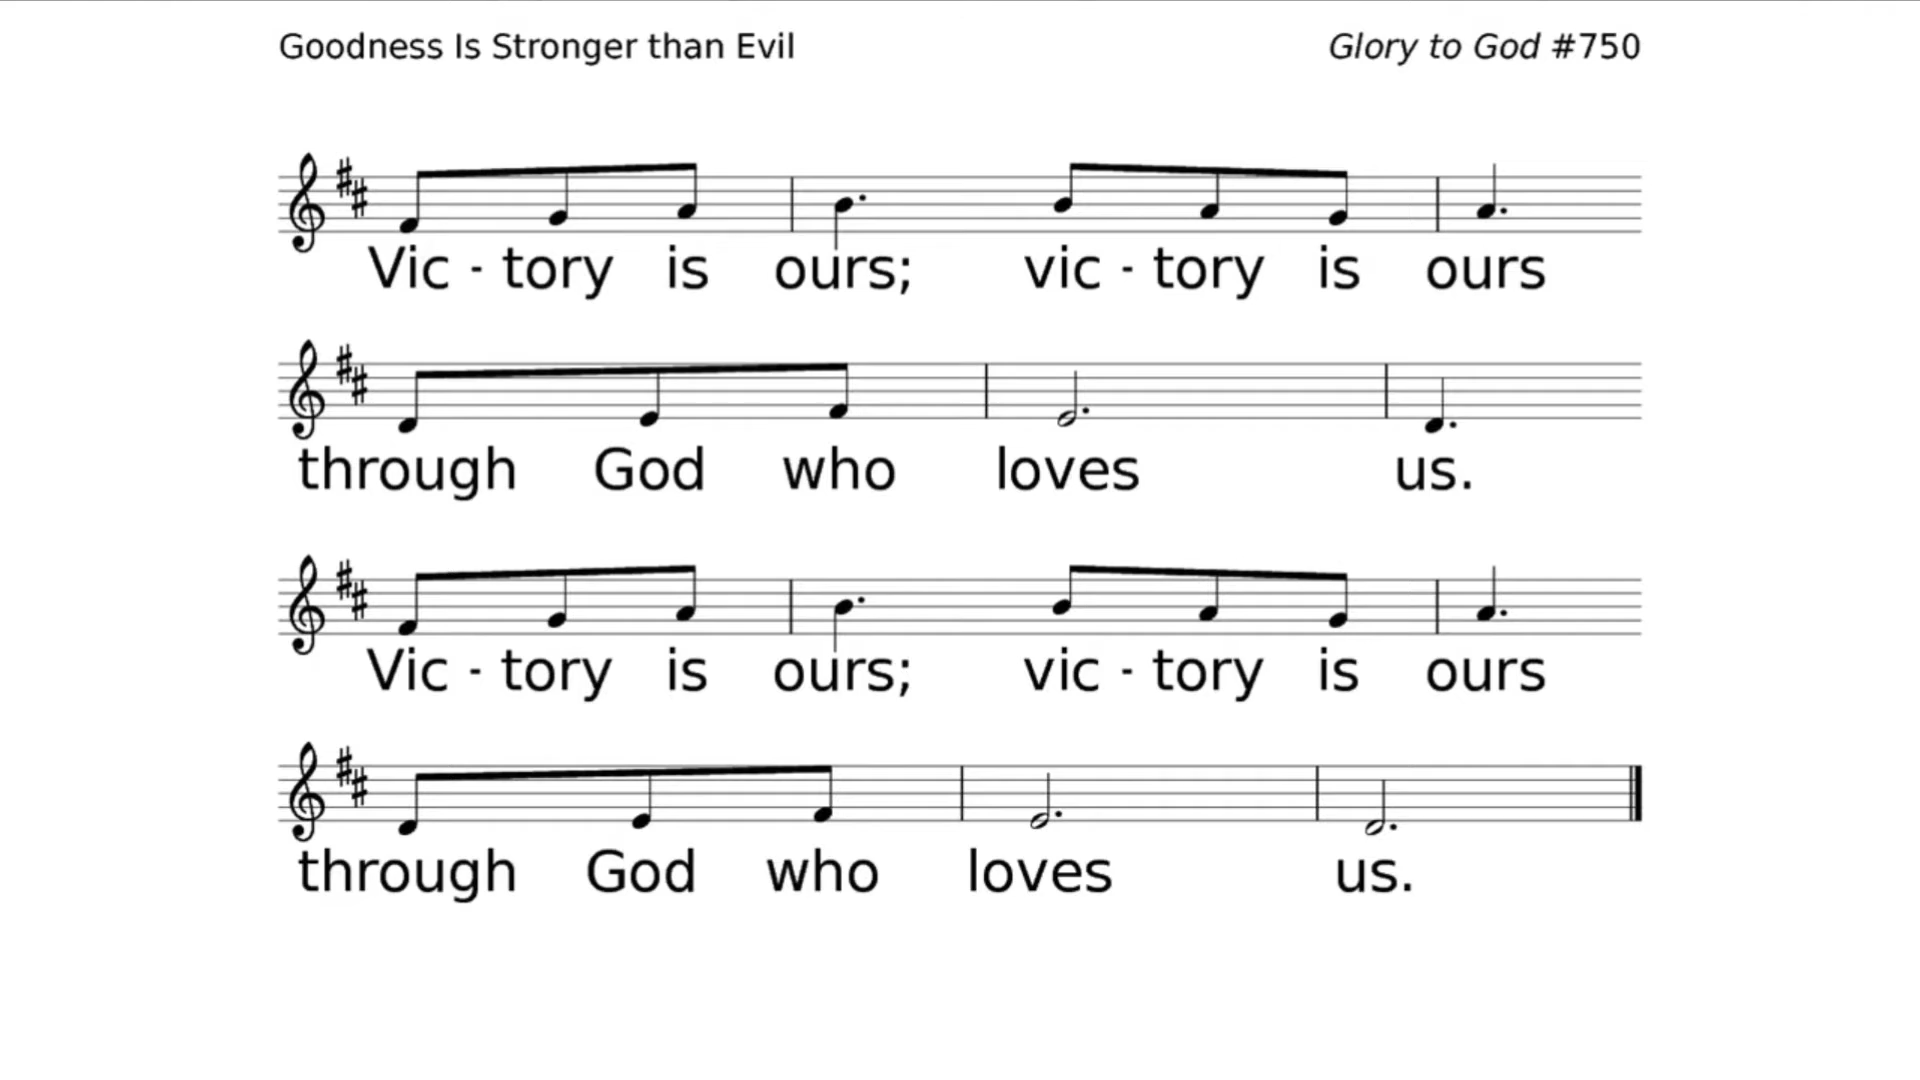 Goodness Is Stronger than Evil Glory to God #750
Vic - tory is ours; vic - tory is ours
through God who loves us.
Vic - tory is ours; vic - tory is ours
through God who loves us.